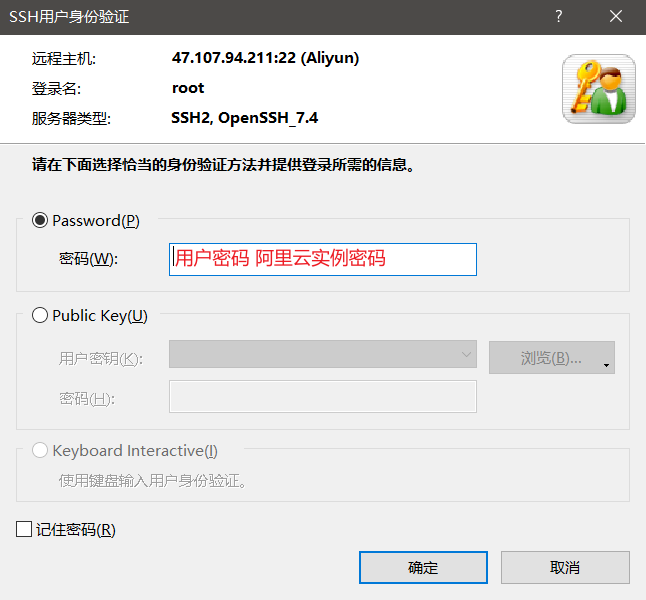 SSH用户身份验证
远程主机: 47.107.94.211:22 (Aliyun)
登录名: root
服务器类型: SSH2, OpenSSH_7.4
请在下面选择恰当的身份验证方法并提供登录所需的信息。
Password(P)
密码(W): 用户密码 阿里云实例密码
Public Key(U)
用户密钥(K): 浏览(B)...
密码(H):
Keyboard Interactive(I)
使用键盘输入用户身份验证。
记住密码(R)
确定 取消